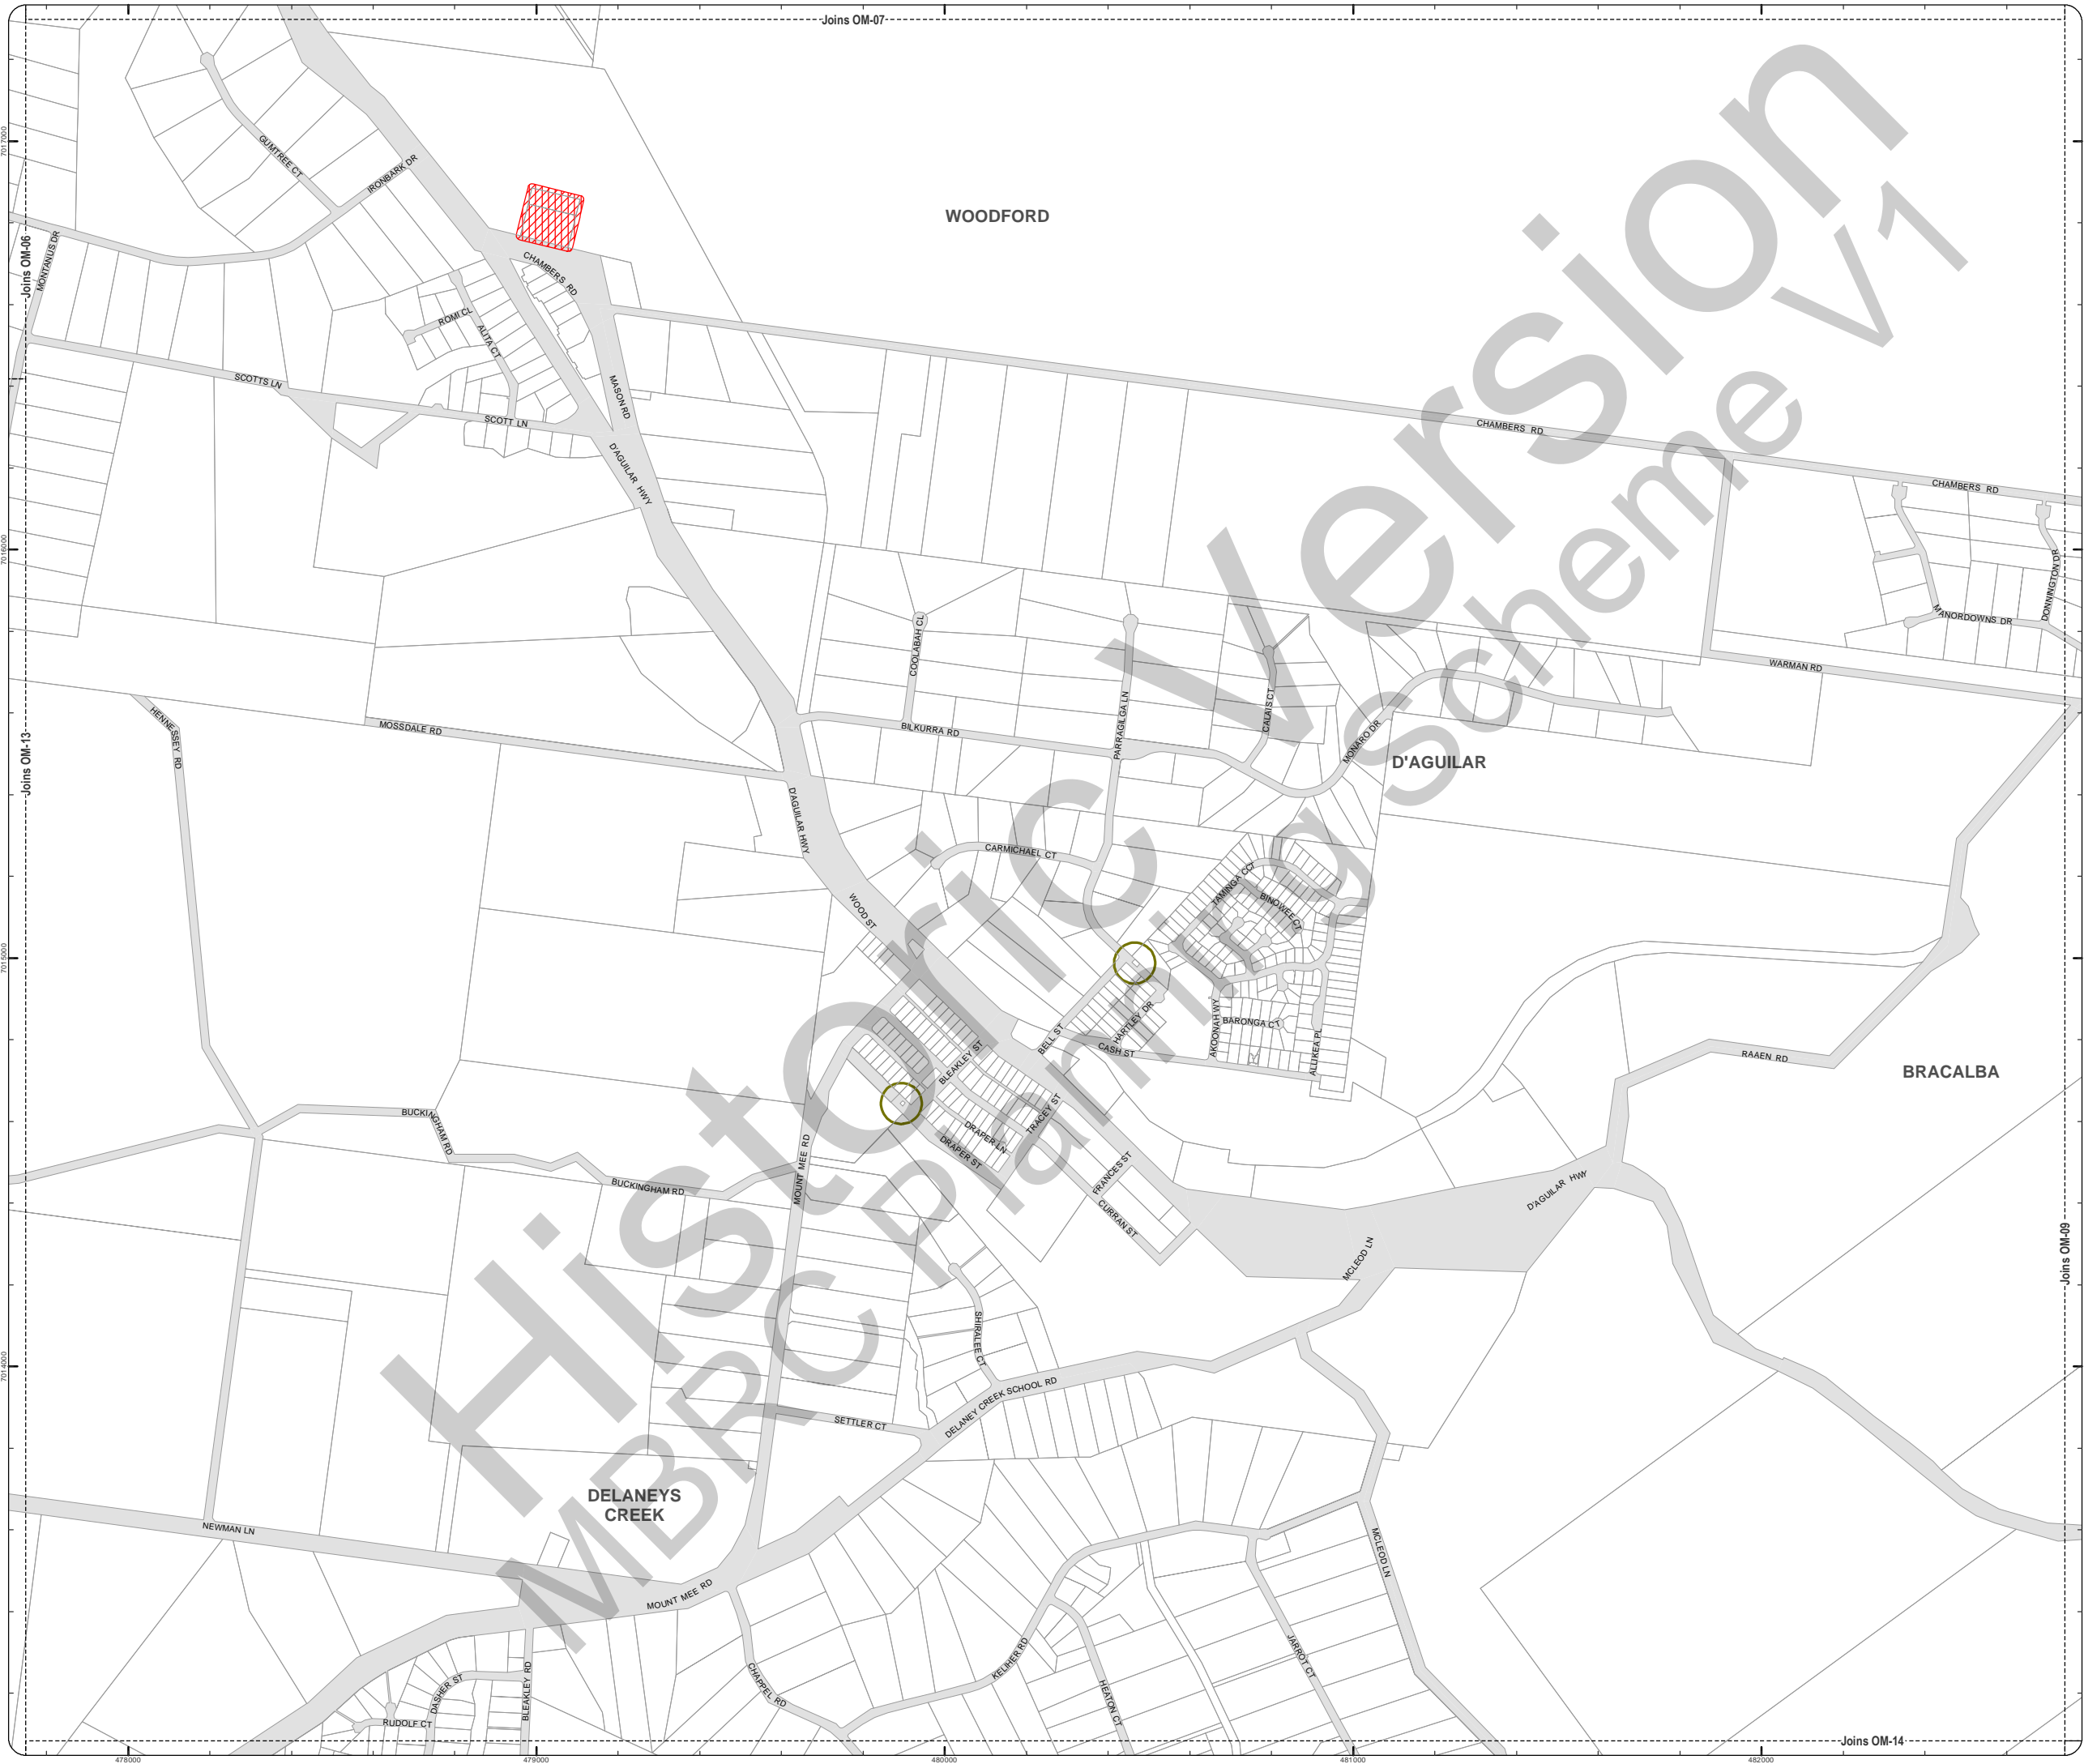 Joins OM-07
7017000
GUMTREE CT
IRONBARK DR
WOODFORD
MONTANUS DR
Joins OM-06
CHAMBERS RD
ROMI CL
ALITA CT
SCOTTS LN
MASON RD
SCOTT LN
CHAMBERS RD
D'AGUILAR HWY
CHAMBERS RD
7016000
DONNINGTON DR
MANORDOWNS DR
COOLABAH CL
WARMAN RD
HENNESSEY RD
MOSSDALE RD
BILKURRA RD
PARRAGILGA LN
CALAIS CT
MONARO DR
Joins OM-13
D'AGUILAR
D'AGUILAR HWY
CARMICHAEL CT
WOOD ST
TAMINGA CCT
BINOWEE CT
7015000
HARTLEY DR
AKOONAH WY
BARONGA CT
BELL ST
CASH ST
ALLIKEA PL
BLEAKLEY ST
RAAEN RD
BRACALBA
BUCKINGHAM RD
TRACEY ST
DRAPER LN
DRAPER ST
MOUNT MEE RD
BUCKINGHAM RD
FRANCES ST
CURRAN ST
D'AGUILAR HWY
MCLEOD LN
Joins OM-09
SHIRALEE CT
7014000
DELANEY CREEK SCHOOL RD
SETTLER CT
DELANEYS
CREEK
NEWMAN LN
MCLEOD LN
MOUNT MEE RD
KELIHER RD
JARROT CT
CHAPPEL RD
HEATON CT
DASHER ST
BLEAKLEY RD
RUDOLF CT
Joins OM-14
478000
479000
480000
481000
482000
Historic Version
MBRC Planning Scheme V1